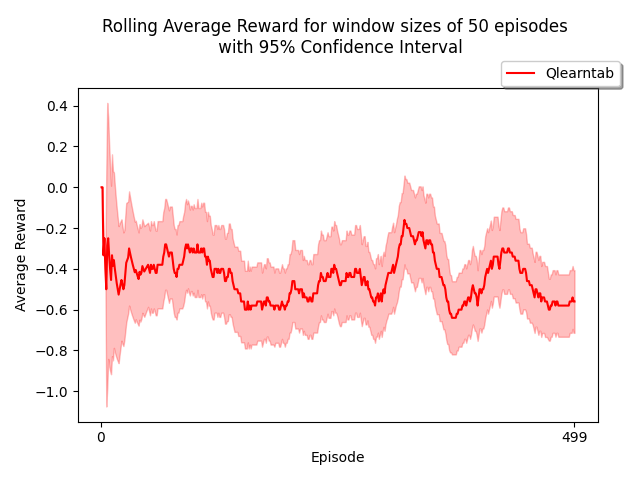 Rolling Average Reward for window sizes of 50 episodes
with 95% Confidence Interval
Qlearntab
0.4
0.2
0.0
−0.2
−0.4
−0.6
−0.8
−1.0
Average Reward
0
499
Episode